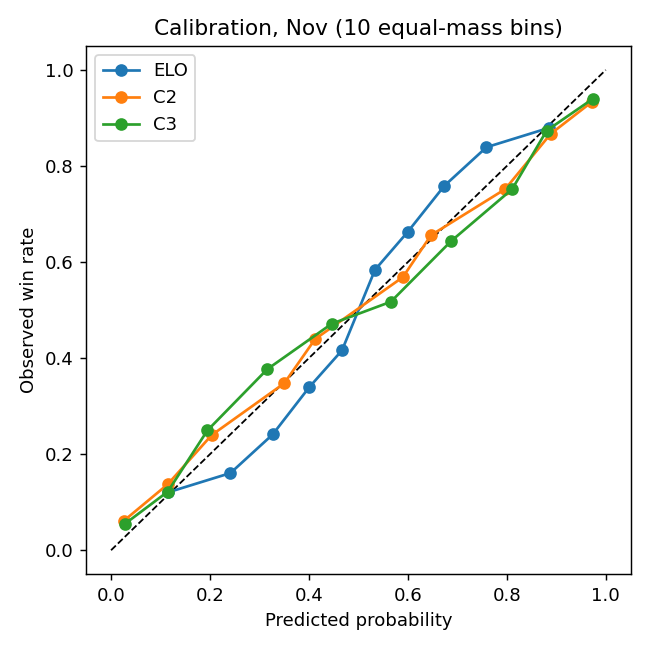 Calibration, Nov (10 equal-mass bins)
ELO
C2
C3
Observed win rate
1.0
0.8
0.6
0.4
0.2
0.0
0.0 0.2 0.4 0.6 0.8 1.0
Predicted probability